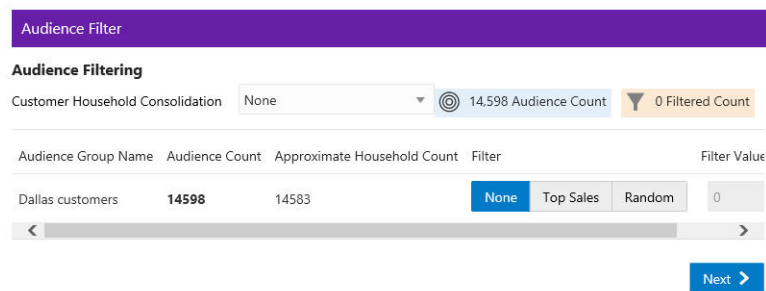 Audience Filter
Audience Filtering
Customer Household Consolidation None 14,598 Audience Count 0 Filtered Count
Audience Group Name Audience Count Approximate Household Count Filter Filter Value
Dallas customers 14598 14583 None Top Sales Random 0
Next